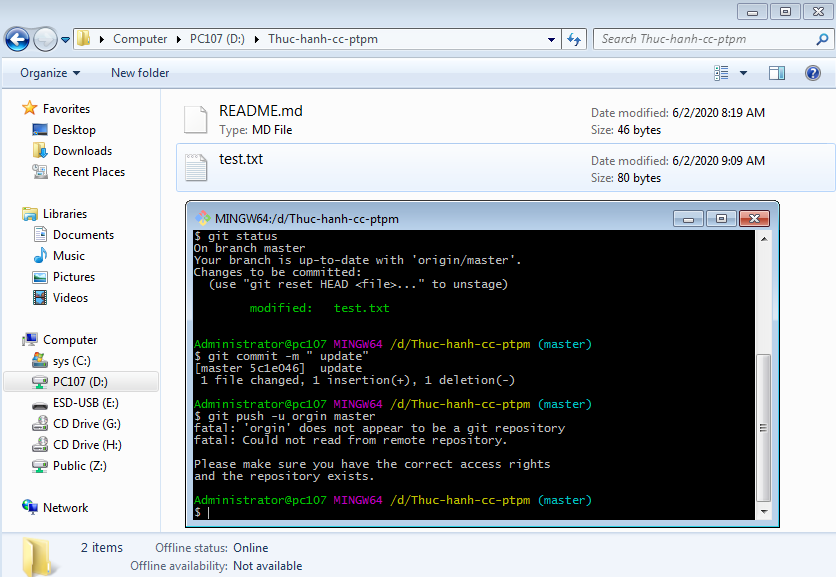 Computer
PC107 (D:)
Thuc-hanh-cc-ptpm
Search Thuc-hanh-cc-ptpm
Organize
New folder
Favorites
Desktop
Downloads
Recent Places
Libraries
Documents
Music
Pictures
Videos
Computer
sys (C:)
PC107 (D:)
ESD-USB (E:)
CD Drive (G:)
CD Drive (H:)
Public (Z:)
Network
README.md
Type: MD File
Date modified: 6/2/2020 8:19 AM
Size: 46 bytes
test.txt
Date modified: 6/2/2020 9:09 AM
Size: 80 bytes
MINGW64:/d/Thuc-hanh-cc-ptpm
$ git status
On branch master
Your branch is up-to-date with 'origin/master'.
Changes to be committed:
(use "git reset HEAD <file>..." to unstage)
modified: test.txt
Administrator@pc107 MINGW64 /d/Thuc-hanh-cc-ptpm (master)
$ git commit -m " update"
[master 5c1e046] update
1 file changed, 1 insertion(+), 1 deletion(-)
Administrator@pc107 MINGW64 /d/Thuc-hanh-cc-ptpm (master)
$ git push -u orgin master
fatal: 'orgin' does not appear to be a git repository
fatal: Could not read from remote repository.
Please make sure you have the correct access rights
and the repository exists.
Administrator@pc107 MINGW64 /d/Thuc-hanh-cc-ptpm (master)
$
2 items
Offline status: Online
Offline availability: Not available